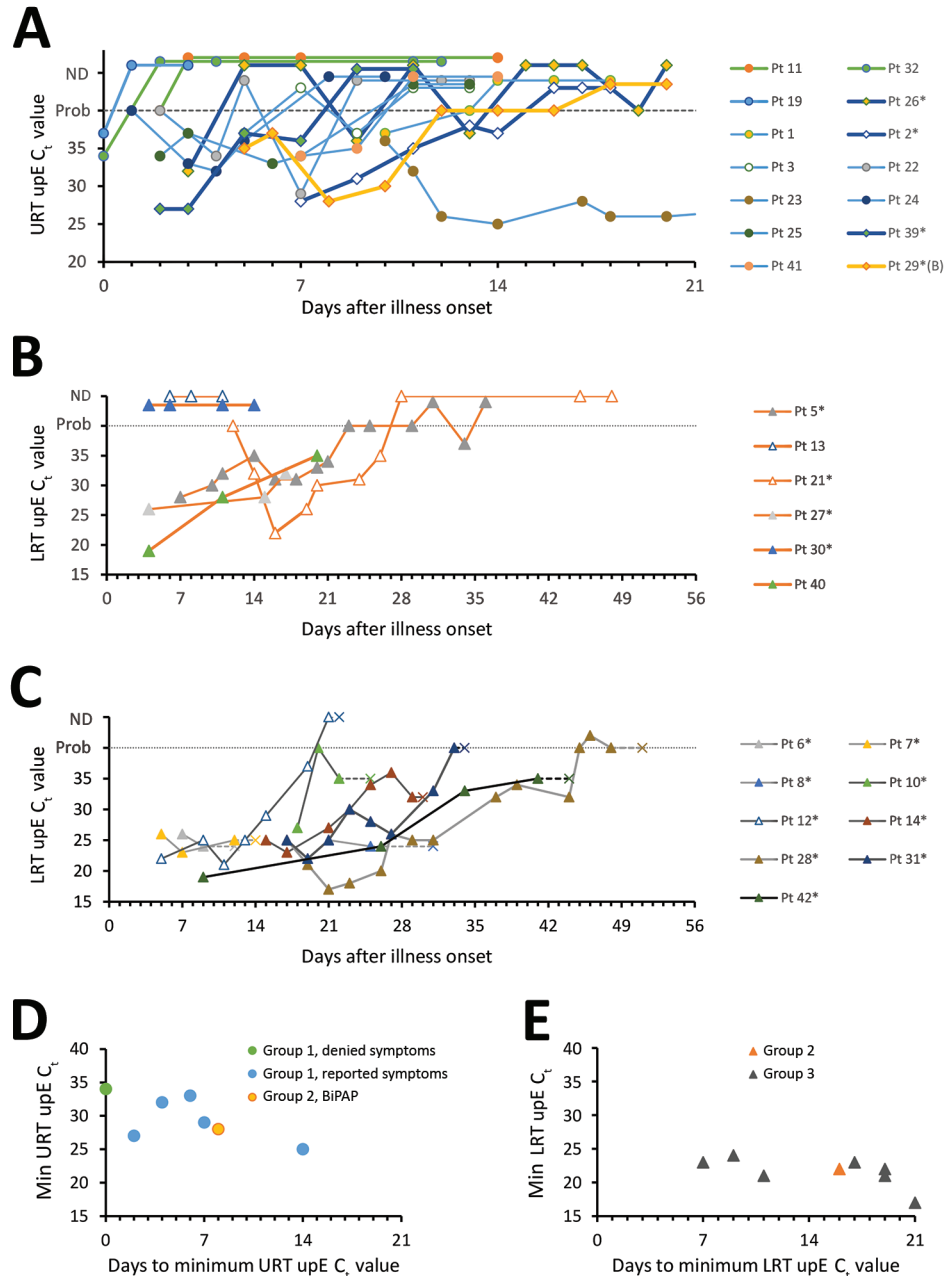 A
URT upE Ct value
ND
Prob
35
30
25
20
0
7
14
21
Days after illness onset
Pt 11
Pt 32
Pt 19
Pt 26*
Pt 1
Pt 2*
Pt 3
Pt 22
Pt 23
Pt 24
Pt 25
Pt 39*
Pt 41
Pt 29*(B)
B
LRT upE Ct value
ND
Prob
35
30
25
20
15
0
7
14
21
28
35
42
49
56
Days after illness onset
Pt 5*
Pt 13
Pt 21*
Pt 27*
Pt 30*
Pt 40
C
LRT upE Ct value
ND
Prob
35
30
25
20
15
0
7
14
21
28
35
42
49
56
Days after illness onset
Pt 6*
Pt 7*
Pt 8*
Pt 10*
Pt 12*
Pt 14*
Pt 28*
Pt 31*
Pt 42*
D
Min URT upE Ct
40
35
30
25
20
15
0
7
14
21
Days to minimum URT upE Ct value
Group 1, denied symptoms
Group 1, reported symptoms
Group 2, BiPAP
E
Min LRT upE Ct
40
35
30
25
20
15
0
7
14
21
Days to minimum LRT upE Ct value
Group 2
Group 3